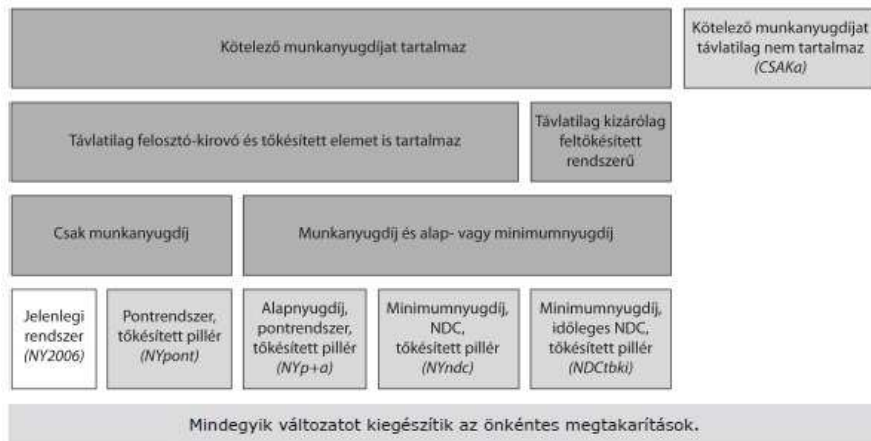 Kötelező munkanyugdíjat tartalmaz
Kötelező munkanyugdíjat
távlatilag nem tartalmaz
(CSAKa)
Távlatilag felosztó-kirovó és tőkésített elemet is tartalmaz
Távlatilag kizárólag
feltőkésített
rendszerű
Csak munkanyugdíj
Munkanyugdíj és alap- vagy minimumnyugdíj
Jelenlegi
rendszer
(NY2006)
Pontrendszer,
tőkésített pillér
(NYpont)
Alapnyugdíj,
pontrendszer,
tőkésített pillér
(NYp+a)
Minimumnyugdíj,
NDC,
tőkésített pillér
(NYndc)
Minimumnyugdíj,
időleges NDC,
tőkésített pillér
(NDCtbki)
Mindegyik változatot kiegészítik az önkéntes megtakarítások.